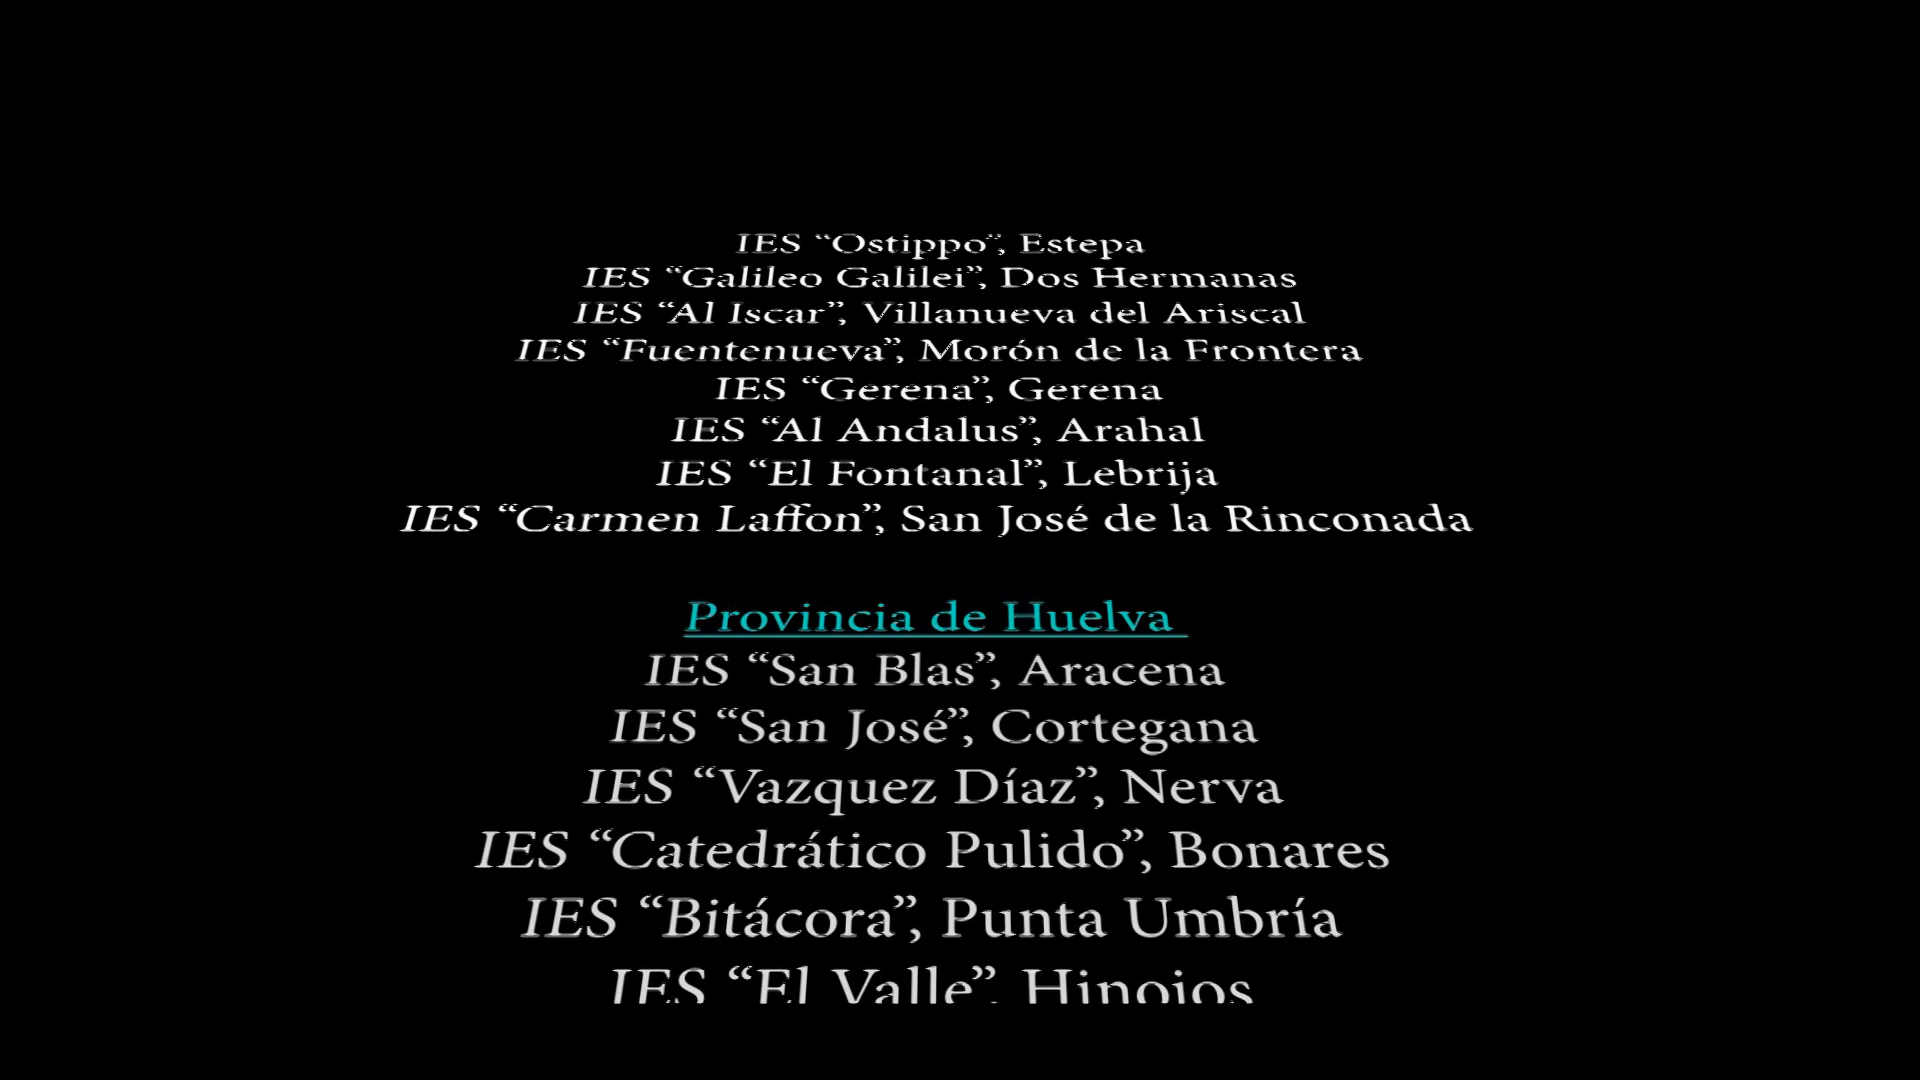 IES “Ostippo”, Estepa
IES “Galileo Galilei”, Dos Hermanas
IES “Al Iscar”, Villanueva del Ariscal
IES “Fuentenueva”, Morón de la Frontera
IES “Gerena”, Gerena
IES “Al Andalus”, Arahal
IES “El Fontanal”, Lebrija
IES “Carmen Laffon”, San José de la Rinconada
Provincia de Huelva
IES “San Blas”, Aracena
IES “San José”, Cortegana
IES “Vazquez Díaz”, Nerva
IES “Catedrático Pulido”, Bonares
IES “Bitácora”, Punta Umbría
IES “El Valle”, Hinojos